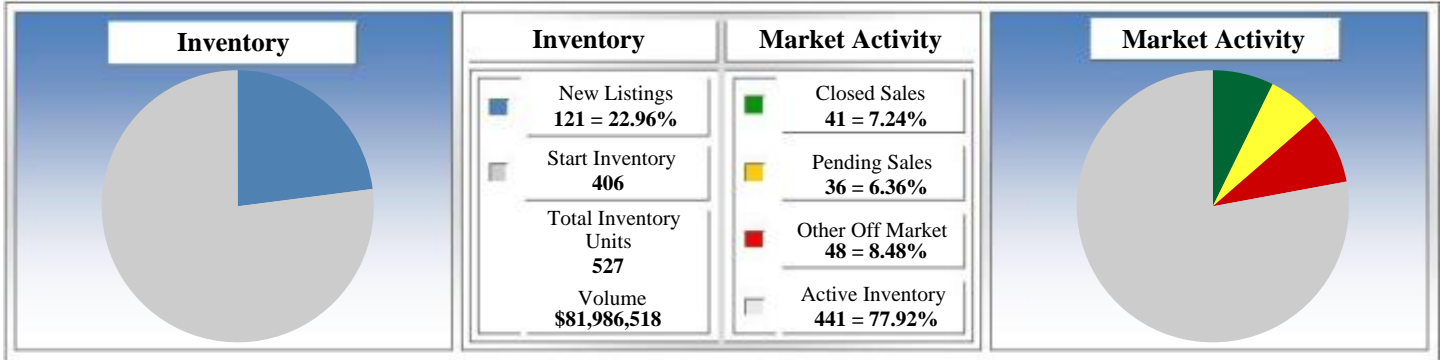 Inventory
Inventory
Market Activity
New Listings
121 = 22.96%
Start Inventory
406
Total Inventory
Units
527
Volume
$81,986,518
Closed Sales
41 = 7.24%
Pending Sales
36 = 6.36%
Other Off Market
48 = 8.48%
Active Inventory
441 = 77.92%
Market Activity